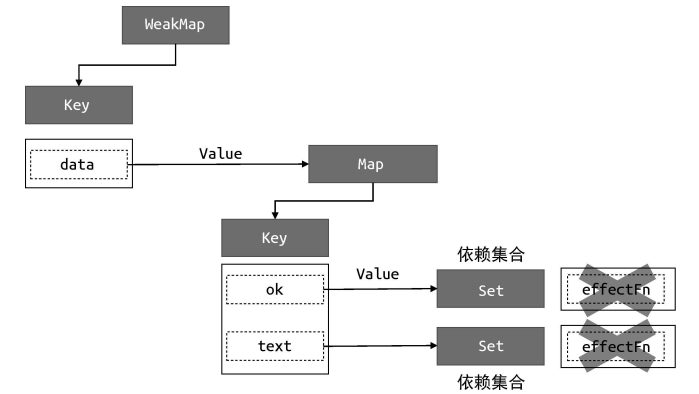 WeakMap
Key
data
Value
Map
Key
依赖集合
ok
Value
Set
effectFn
text
Set
effectFn
依赖集合